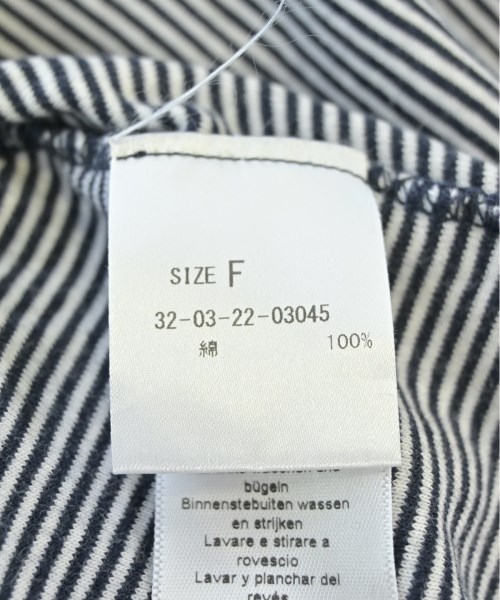 SIZE F
32-03-22-03045
綿 100%
bügeln
Binnenstebuiten wassen
en strijken
Lavare e stirare a
rovescio
Lavar y planchar del
revés